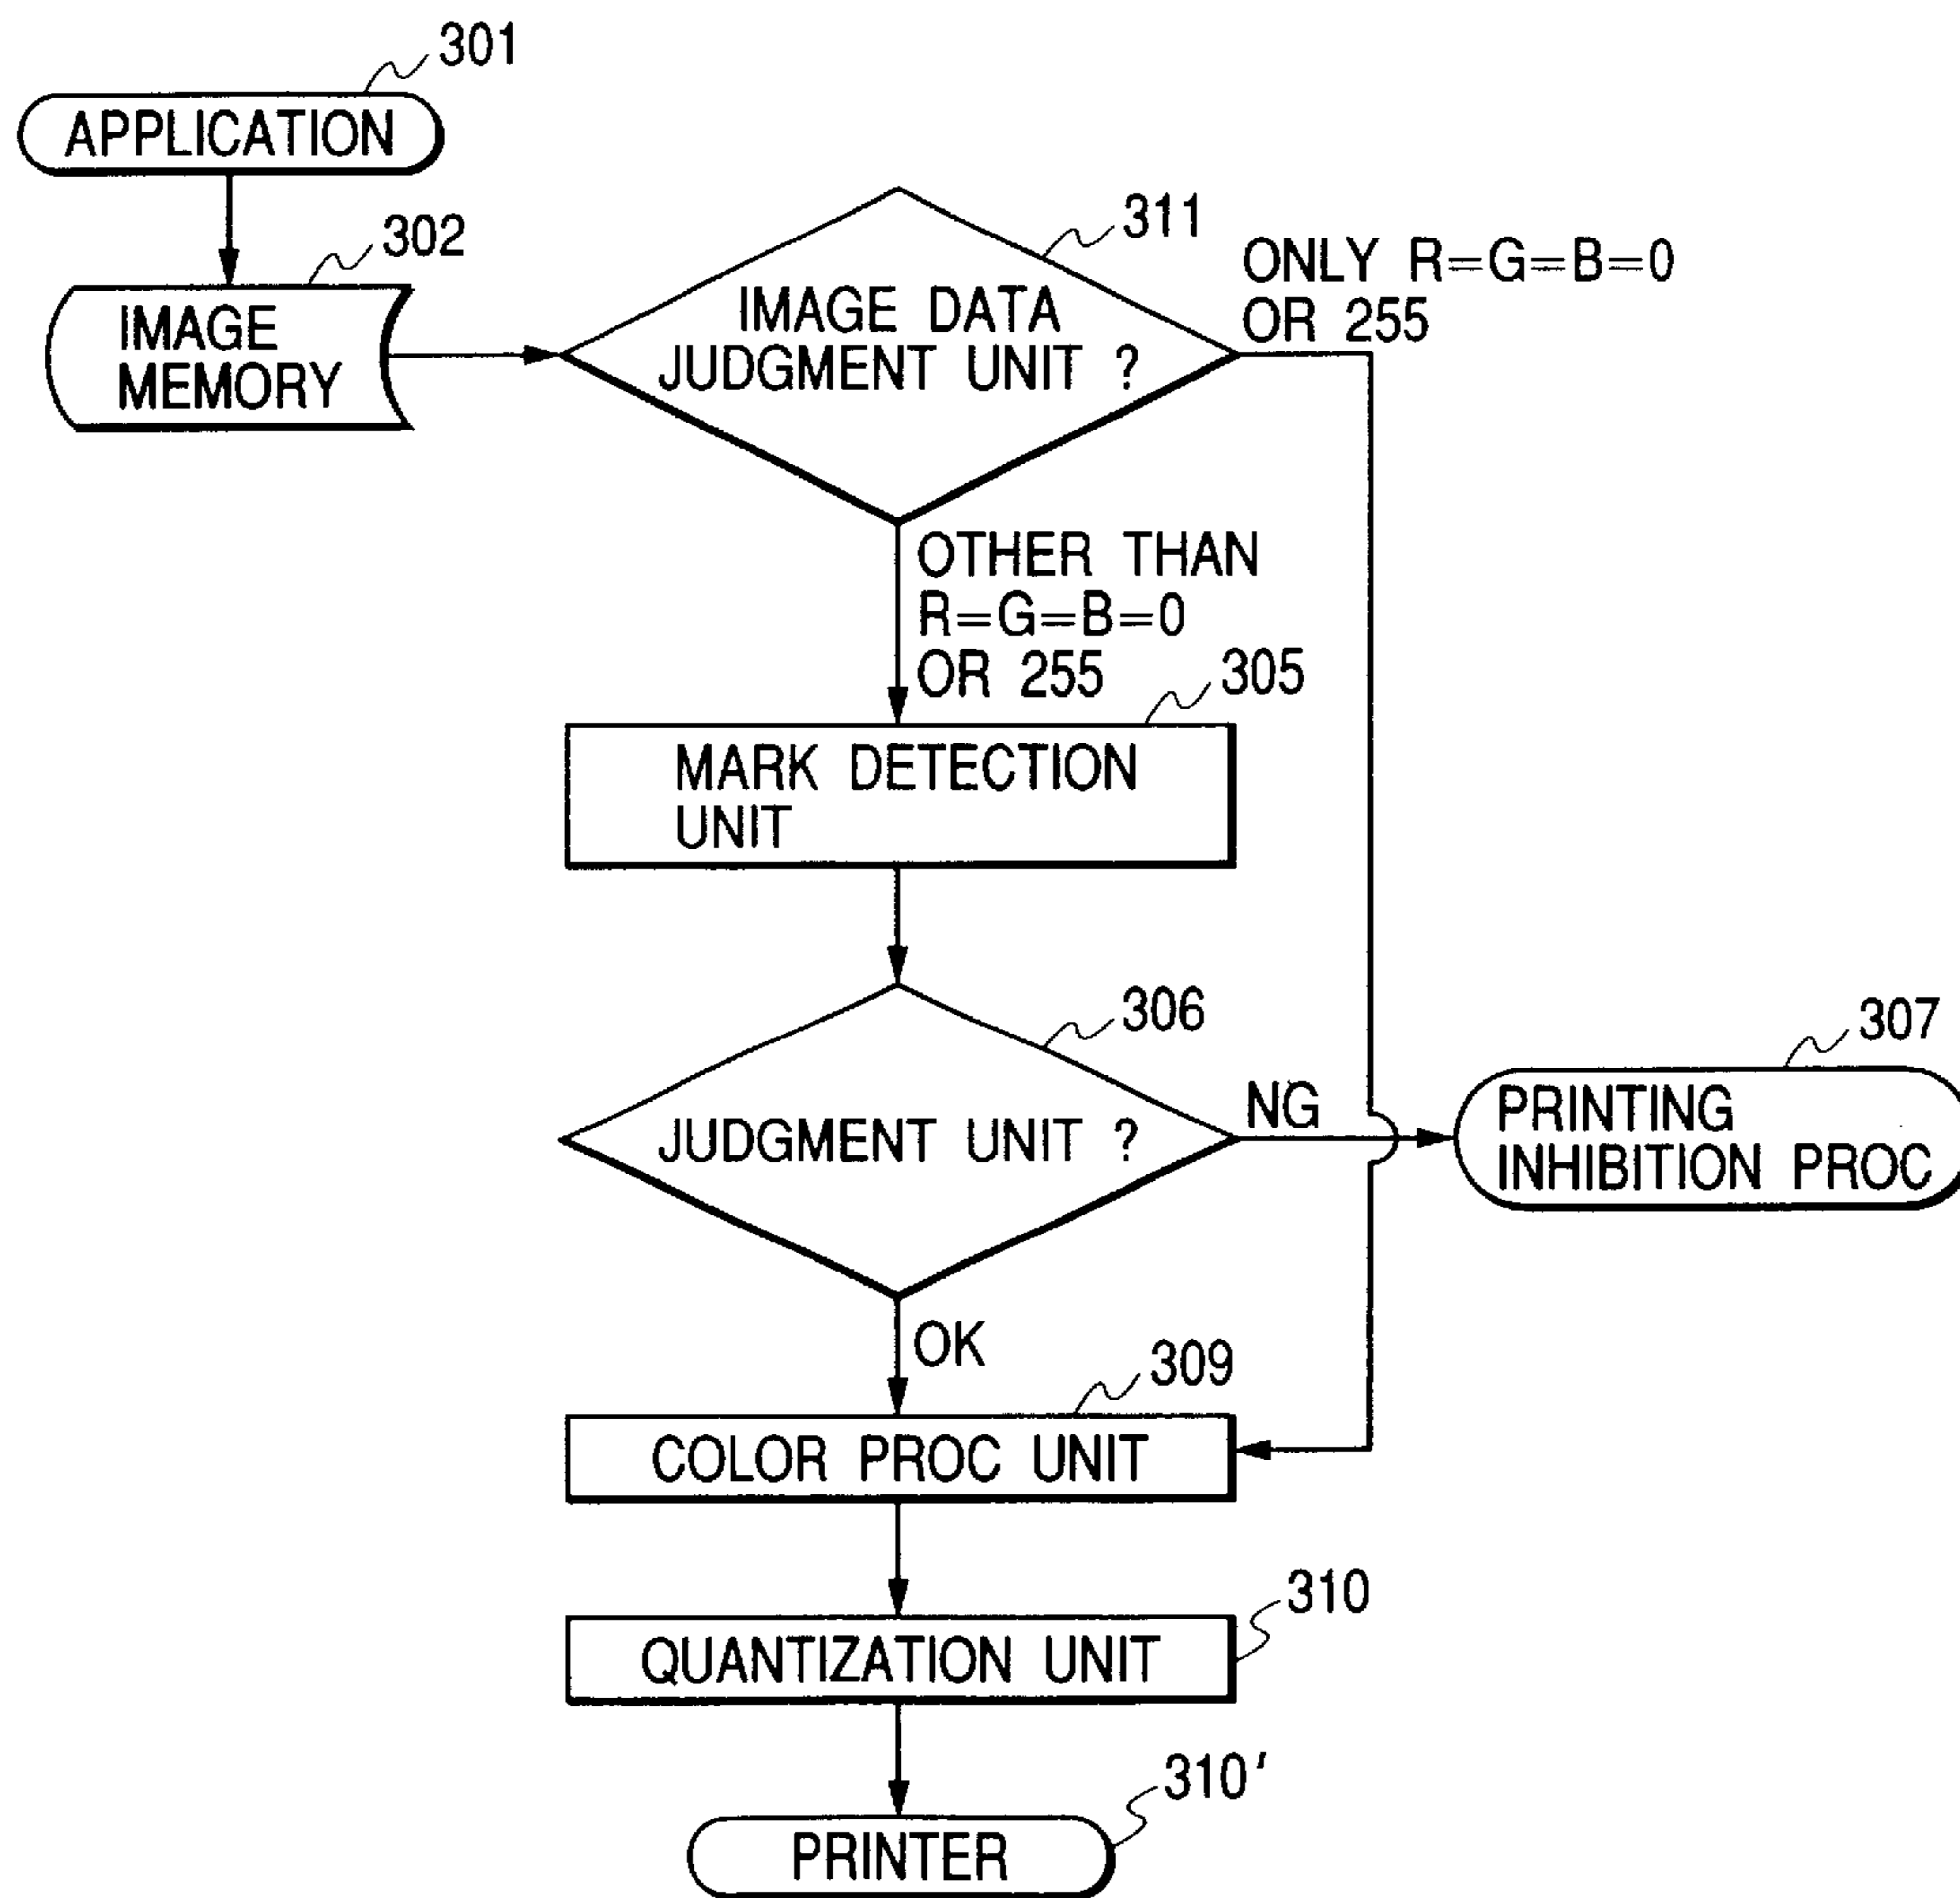 301
APPLICATION
302
IMAGE
MEMORY
311
IMAGE DATA
JUDGMENT UNIT ?
ONLY R=G=B=0
OR 255
OTHER THAN
R=G=B=0
OR 255
305
MARK DETECTION
UNIT
306
JUDGMENT UNIT ?
NG
307
PRINTING
INHIBITION PROC
OK
309
COLOR PROC UNIT
310
QUANTIZATION UNIT
310'
PRINTER